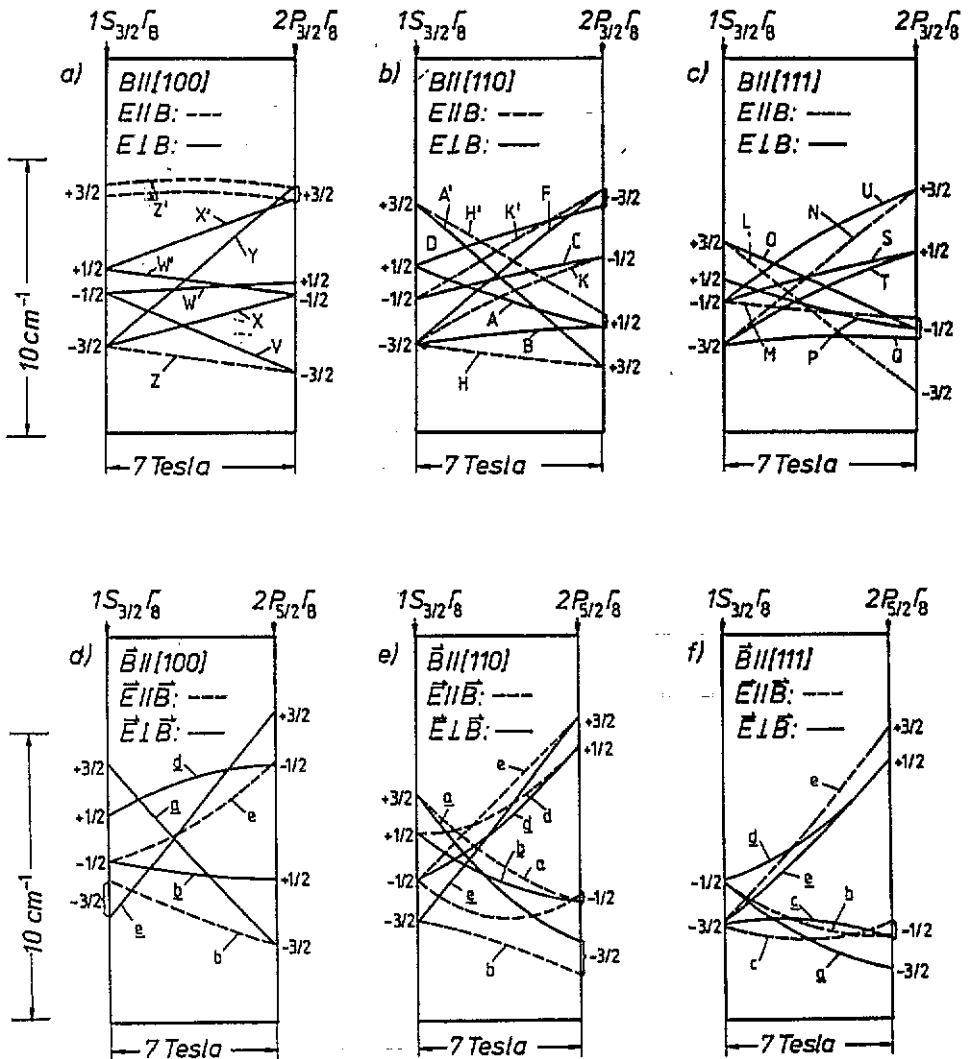 1S3/2Γ8 2P3/2Γ8 1S3/2Γ8 2P3/2Γ8 1S3/2Γ8 2P3/2Γ8
a) B∥[100]
E∥B: ---
E⊥B: —
+3/2
+1/2
-1/2
-3/2
Z'
X'
Y
W"
W'
X
V
Z
+3/2
+1/2
-1/2
-3/2
b) B∥[110]
E∥B: ---
E⊥B: —
+3/2
+1/2
-1/2
-3/2
A'
H'
K'
F
D
C
K
A
B
H
-3/2
-1/2
+1/2
+3/2
c) B∥[111]
E∥B: ---
E⊥B: —
+3/2
+1/2
-1/2
-3/2
L
O
N
U
S
T
M
P
Q
+3/2
+1/2
-1/2
-3/2
10 cm⁻¹
7 Tesla 7 Tesla 7 Tesla
1S3/2Γ8 2P5/2Γ8 1S3/2Γ8 2P5/2Γ8 1S3/2Γ8 2P5/2Γ8
d) B⃗∥[100]
E⃗∥B⃗: ---
E⃗⊥B⃗: —
+3/2
+1/2
-1/2
-3/2
d
a
e
b
e
b
+3/2
-1/2
+1/2
-3/2
e) B⃗∥[110]
E⃗∥B⃗: ---
E⃗⊥B⃗: —
+3/2
+1/2
-1/2
-3/2
a
e
d
d
b
a
e
b
+3/2
+1/2
-1/2
-3/2
f) B⃗∥[111]
E⃗∥B⃗: ---
E⃗⊥B⃗: —
-1/2
-3/2
e
d
e
c
b
c
a
+3/2
+1/2
-1/2
-3/2
10 cm⁻¹
7 Tesla 7 Tesla 7 Tesla